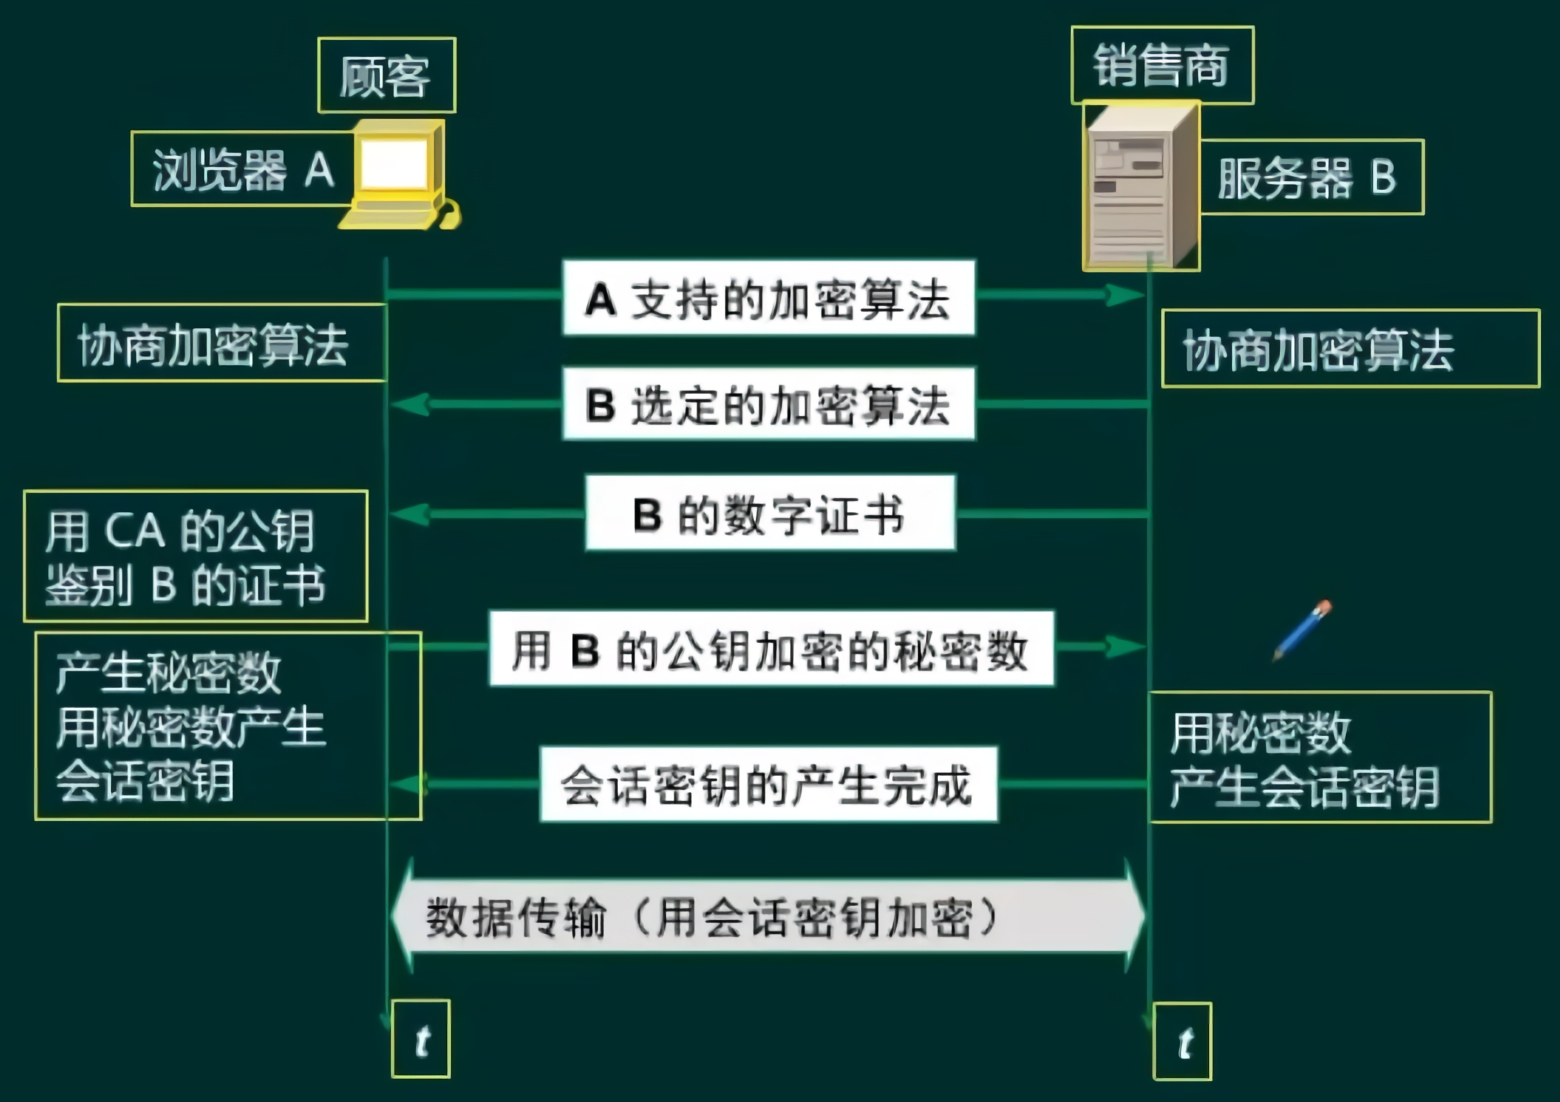 顾客
销售商
浏览器 A
服务器 B
A 支持的加密算法
协商加密算法
协商加密算法
B 选定的加密算法
B 的数字证书
用 CA 的公钥
鉴别 B 的证书
用 B 的公钥加密的秘密数
产生秘密数
用秘密数产生
会话密钥
用秘密数
产生会话密钥
会话密钥的产生完成
数据传输（用会话密钥加密）
t
t